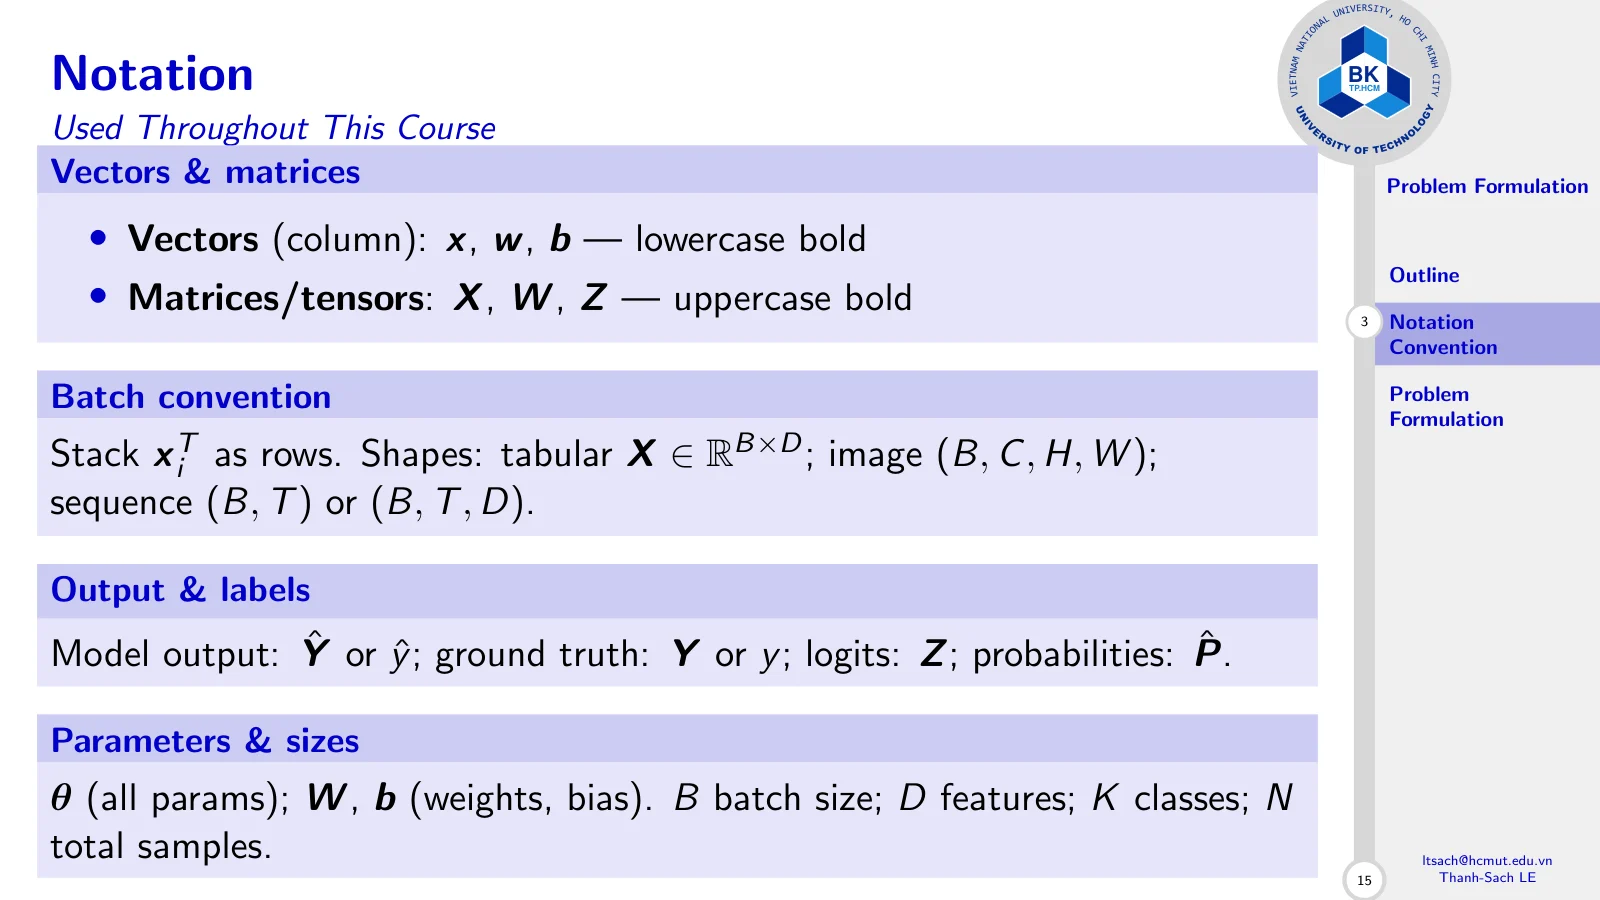 Notation
Used Throughout This Course
Vectors & matrices
• Vectors (column): x, w, b — lowercase bold
• Matrices/tensors: X, W, Z — uppercase bold
Batch convention
Stack xᵢᵀ as rows. Shapes: tabular X ∈ ℝ^{B×D}; image (B, C, H, W);
sequence (B, T) or (B, T, D).
Output & labels
Model output: Ŷ or ŷ; ground truth: Y or y; logits: Z; probabilities: P̂.
Parameters & sizes
θ (all params); W, b (weights, bias). B batch size; D features; K classes; N
total samples.
VIETNAM NATIONAL UNIVERSITY, HO CHI MINH CITY
BK
TP.HCM
UNIVERSITY OF TECHNOLOGY
Problem Formulation
Outline
3
Notation
Convention
Problem
Formulation
ltsach@hcmut.edu.vn
Thanh-Sach LE
15